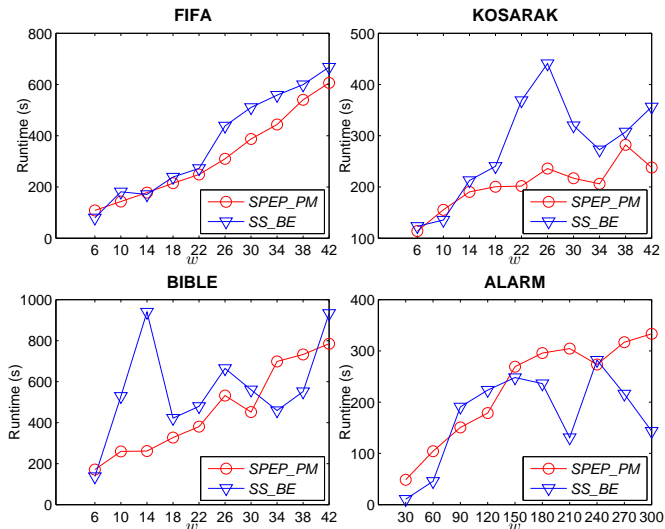 FIFA
800
600
400
200
0
Runtime (s)
6 10 14 18 22 26 30 34 38 42
w
SPEP_PM
SS_BE
KOSARAK
500
400
300
200
100
Runtime (s)
6 10 14 18 22 26 30 34 38 42
w
SPEP_PM
SS_BE
BIBLE
1000
800
600
400
200
0
Runtime (s)
6 10 14 18 22 26 30 34 38 42
w
SPEP_PM
SS_BE
ALARM
400
300
200
100
0
Runtime (s)
30 60 90 120 150 180 210 240 270 300
w
SPEP_PM
SS_BE